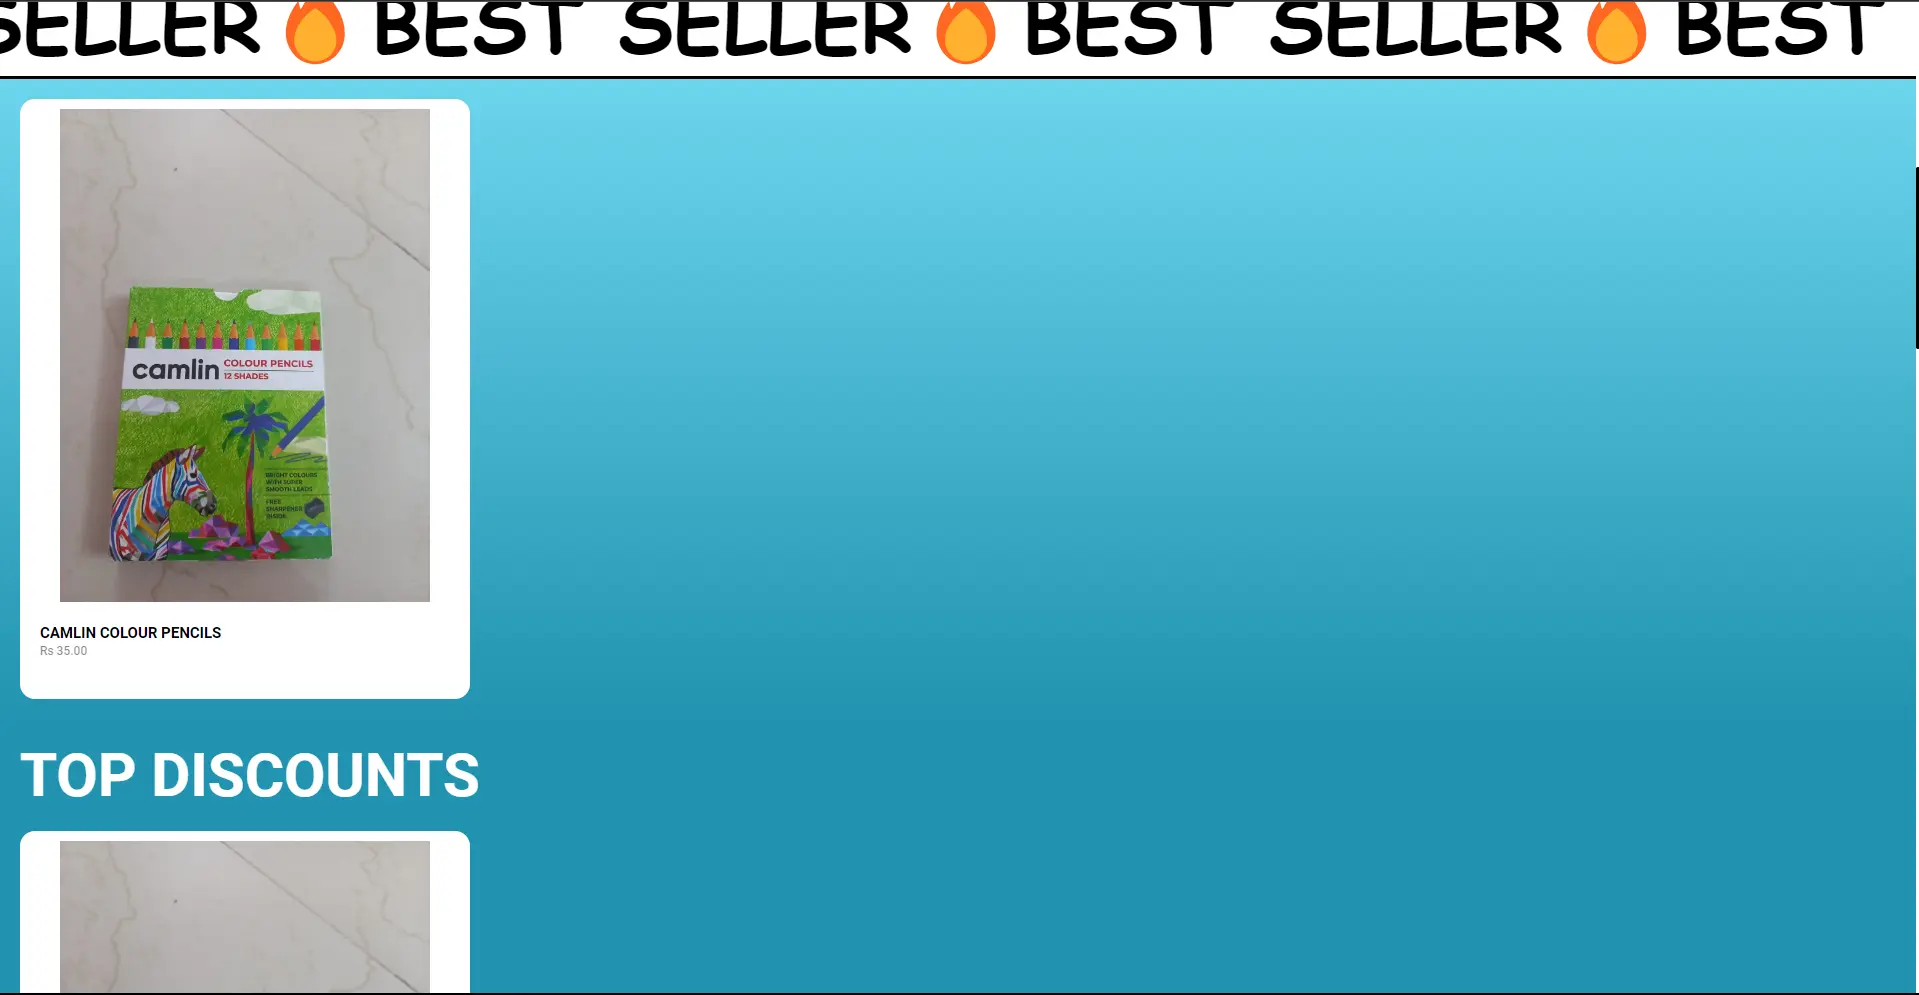 SELLER🔥BEST SELLER🔥BEST SELLER🔥BEST
camlin COLOUR PENCILS
12 SHADES
BRIGHT COLOURS
WITH SUPER
SMOOTH LEADS
FREE
SHARPENER
INSIDE
CAMLIN COLOUR PENCILS
Rs 35.00
TOP DISCOUNTS